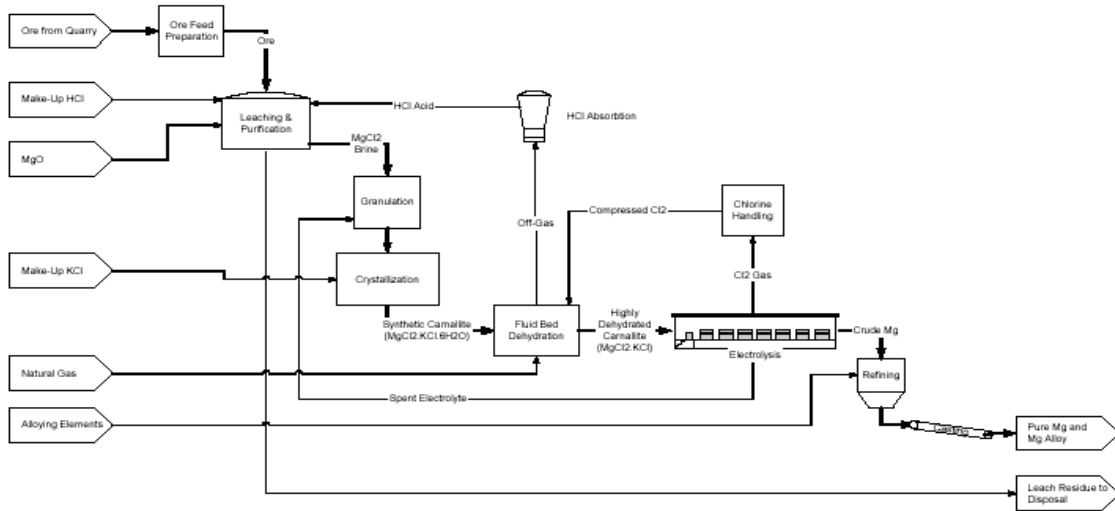 Ore from Quarry
Ore Feed
Preparation
Ore
Make-Up HCl
HCl Acid
HCl Absorbtion
Leaching &
Purification
MgO
MgCl2
Brine
Granulation
Compressed Cl2
Chlorine
Handling
Off-Gas
Make-Up KCl
Crystallization
Cl2 Gas
Synthetic Carnallite
(MgCl2.KCl.6H2O)
Fluid Bed
Dehydration
Highly
Dehydrated
Carnallite
(MgCl2.KCl)
Crude Mg
Electrolysis
Natural Gas
Refining
Spent Electrolyte
Alloying Elements
Casting
Pure Mg and
Mg Alloy
Leach Residue to
Disposal